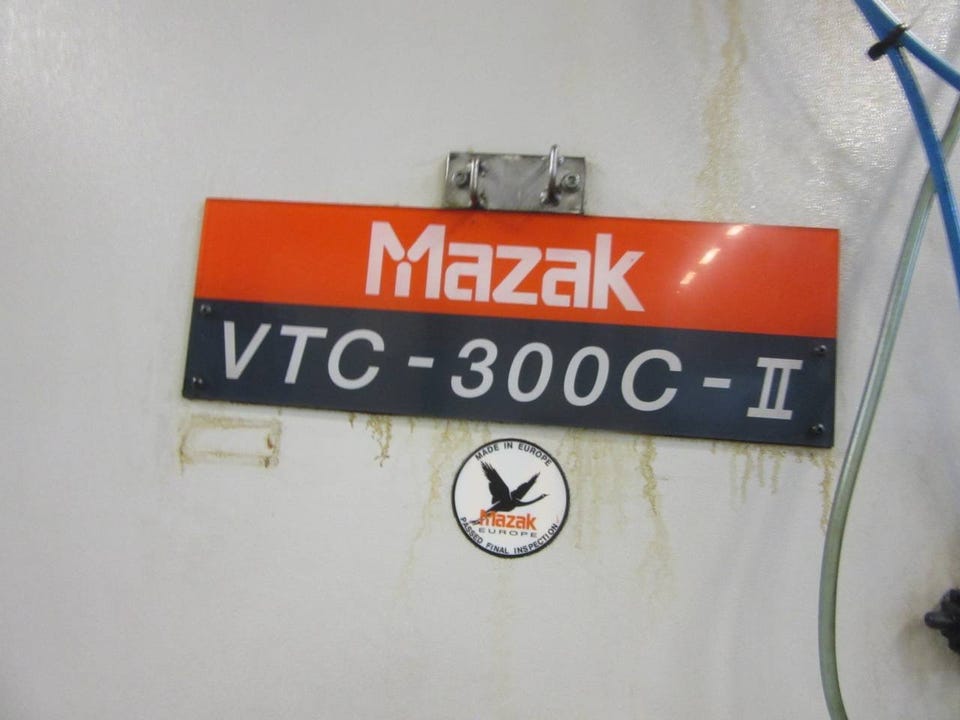 Mazak
VTC-300C-II
MADE IN EUROPE
Mazak
EUROPE
PASSED FINAL INSPECTION